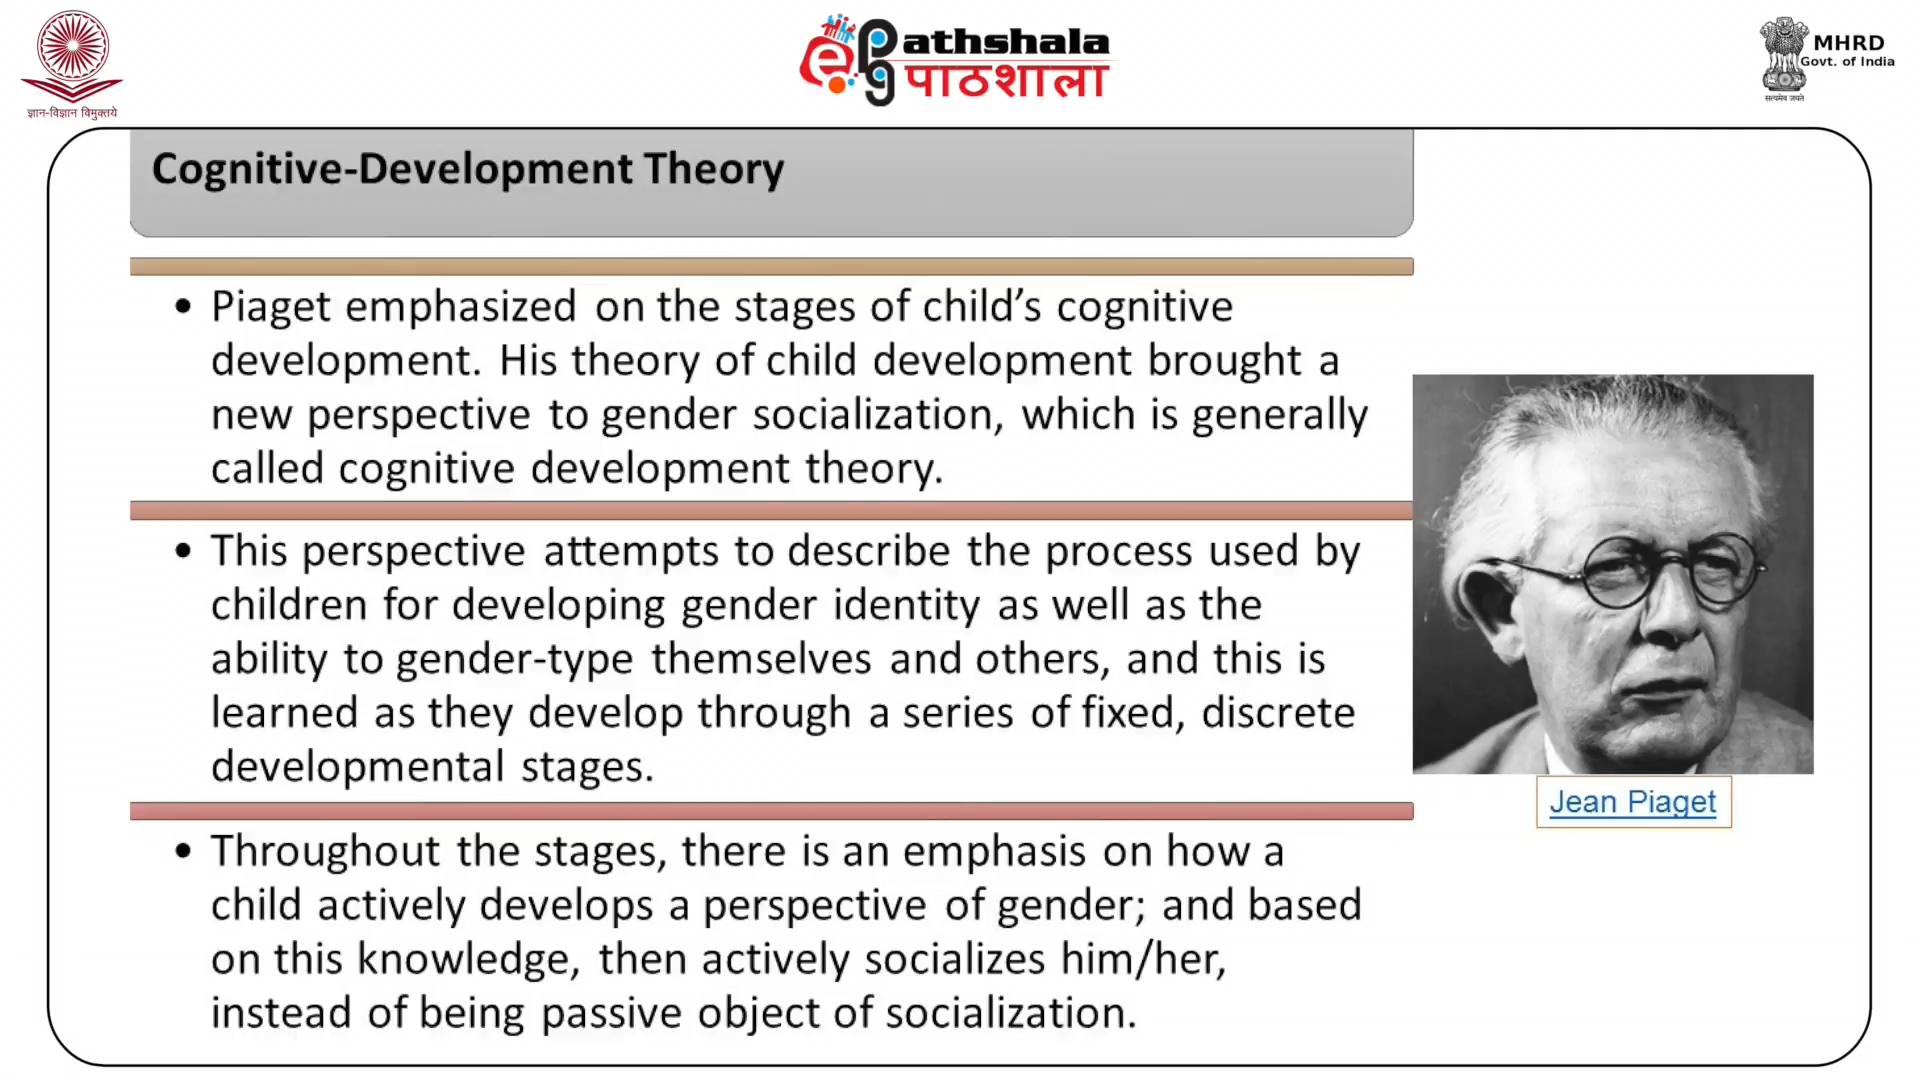 ज्ञान-विज्ञान विमुक्तये
ePG athshala
पाठशाला
MHRD
Govt. of India
सत्यमेव जयते
Cognitive-Development Theory
• Piaget emphasized on the stages of child’s cognitive
development. His theory of child development brought a
new perspective to gender socialization, which is generally
called cognitive development theory.
• This perspective attempts to describe the process used by
children for developing gender identity as well as the
ability to gender-type themselves and others, and this is
learned as they develop through a series of fixed, discrete
developmental stages.
• Throughout the stages, there is an emphasis on how a
child actively develops a perspective of gender; and based
on this knowledge, then actively socializes him/her,
instead of being passive object of socialization.
Jean Piaget